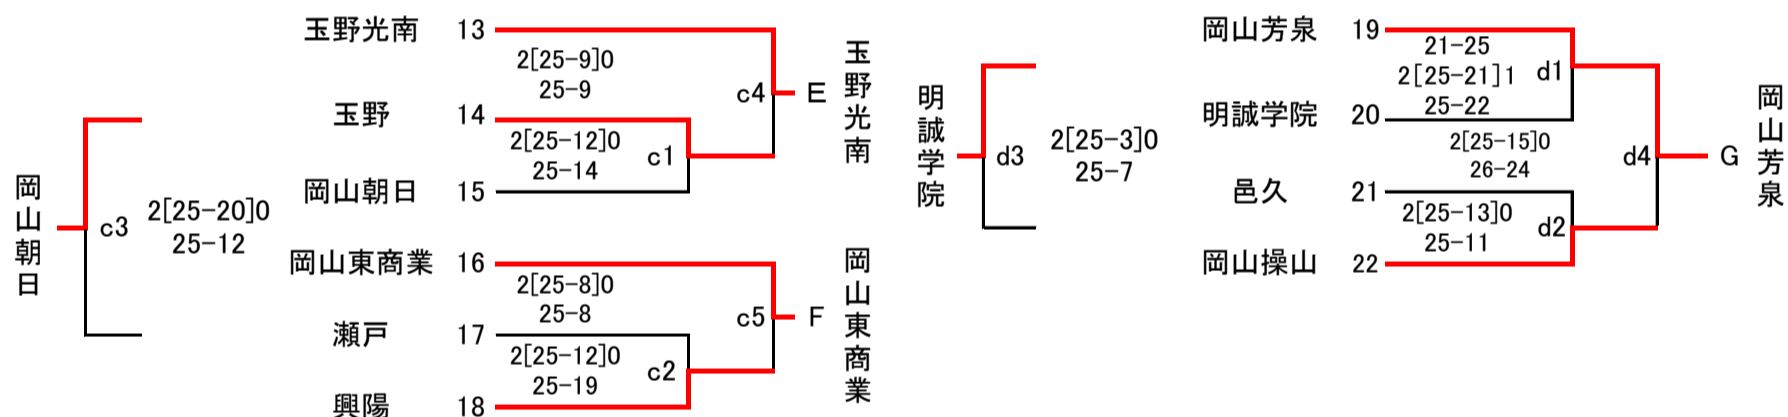 玉野光南 13
2[25-9]0
25-9
c4
E
玉野光南
玉野 14
2[25-12]0
25-14
c1
岡山朝日 15
岡山朝日
c3
2[25-20]0
25-12
岡山東商業 16
2[25-8]0
25-8
c5
F
岡山東商業
瀬戸 17
2[25-12]0
25-19
c2
興陽 18
明誠学院
d3
2[25-3]0
25-7
岡山芳泉 19
21-25
2[25-21]1
25-22
d1
明誠学院 20
2[25-15]0
26-24
d4
G
岡山芳泉
邑久 21
2[25-13]0
25-11
d2
岡山操山 22